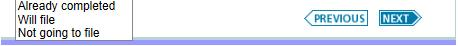 Already completed
Will file
Not going to file
PREVIOUS
NEXT